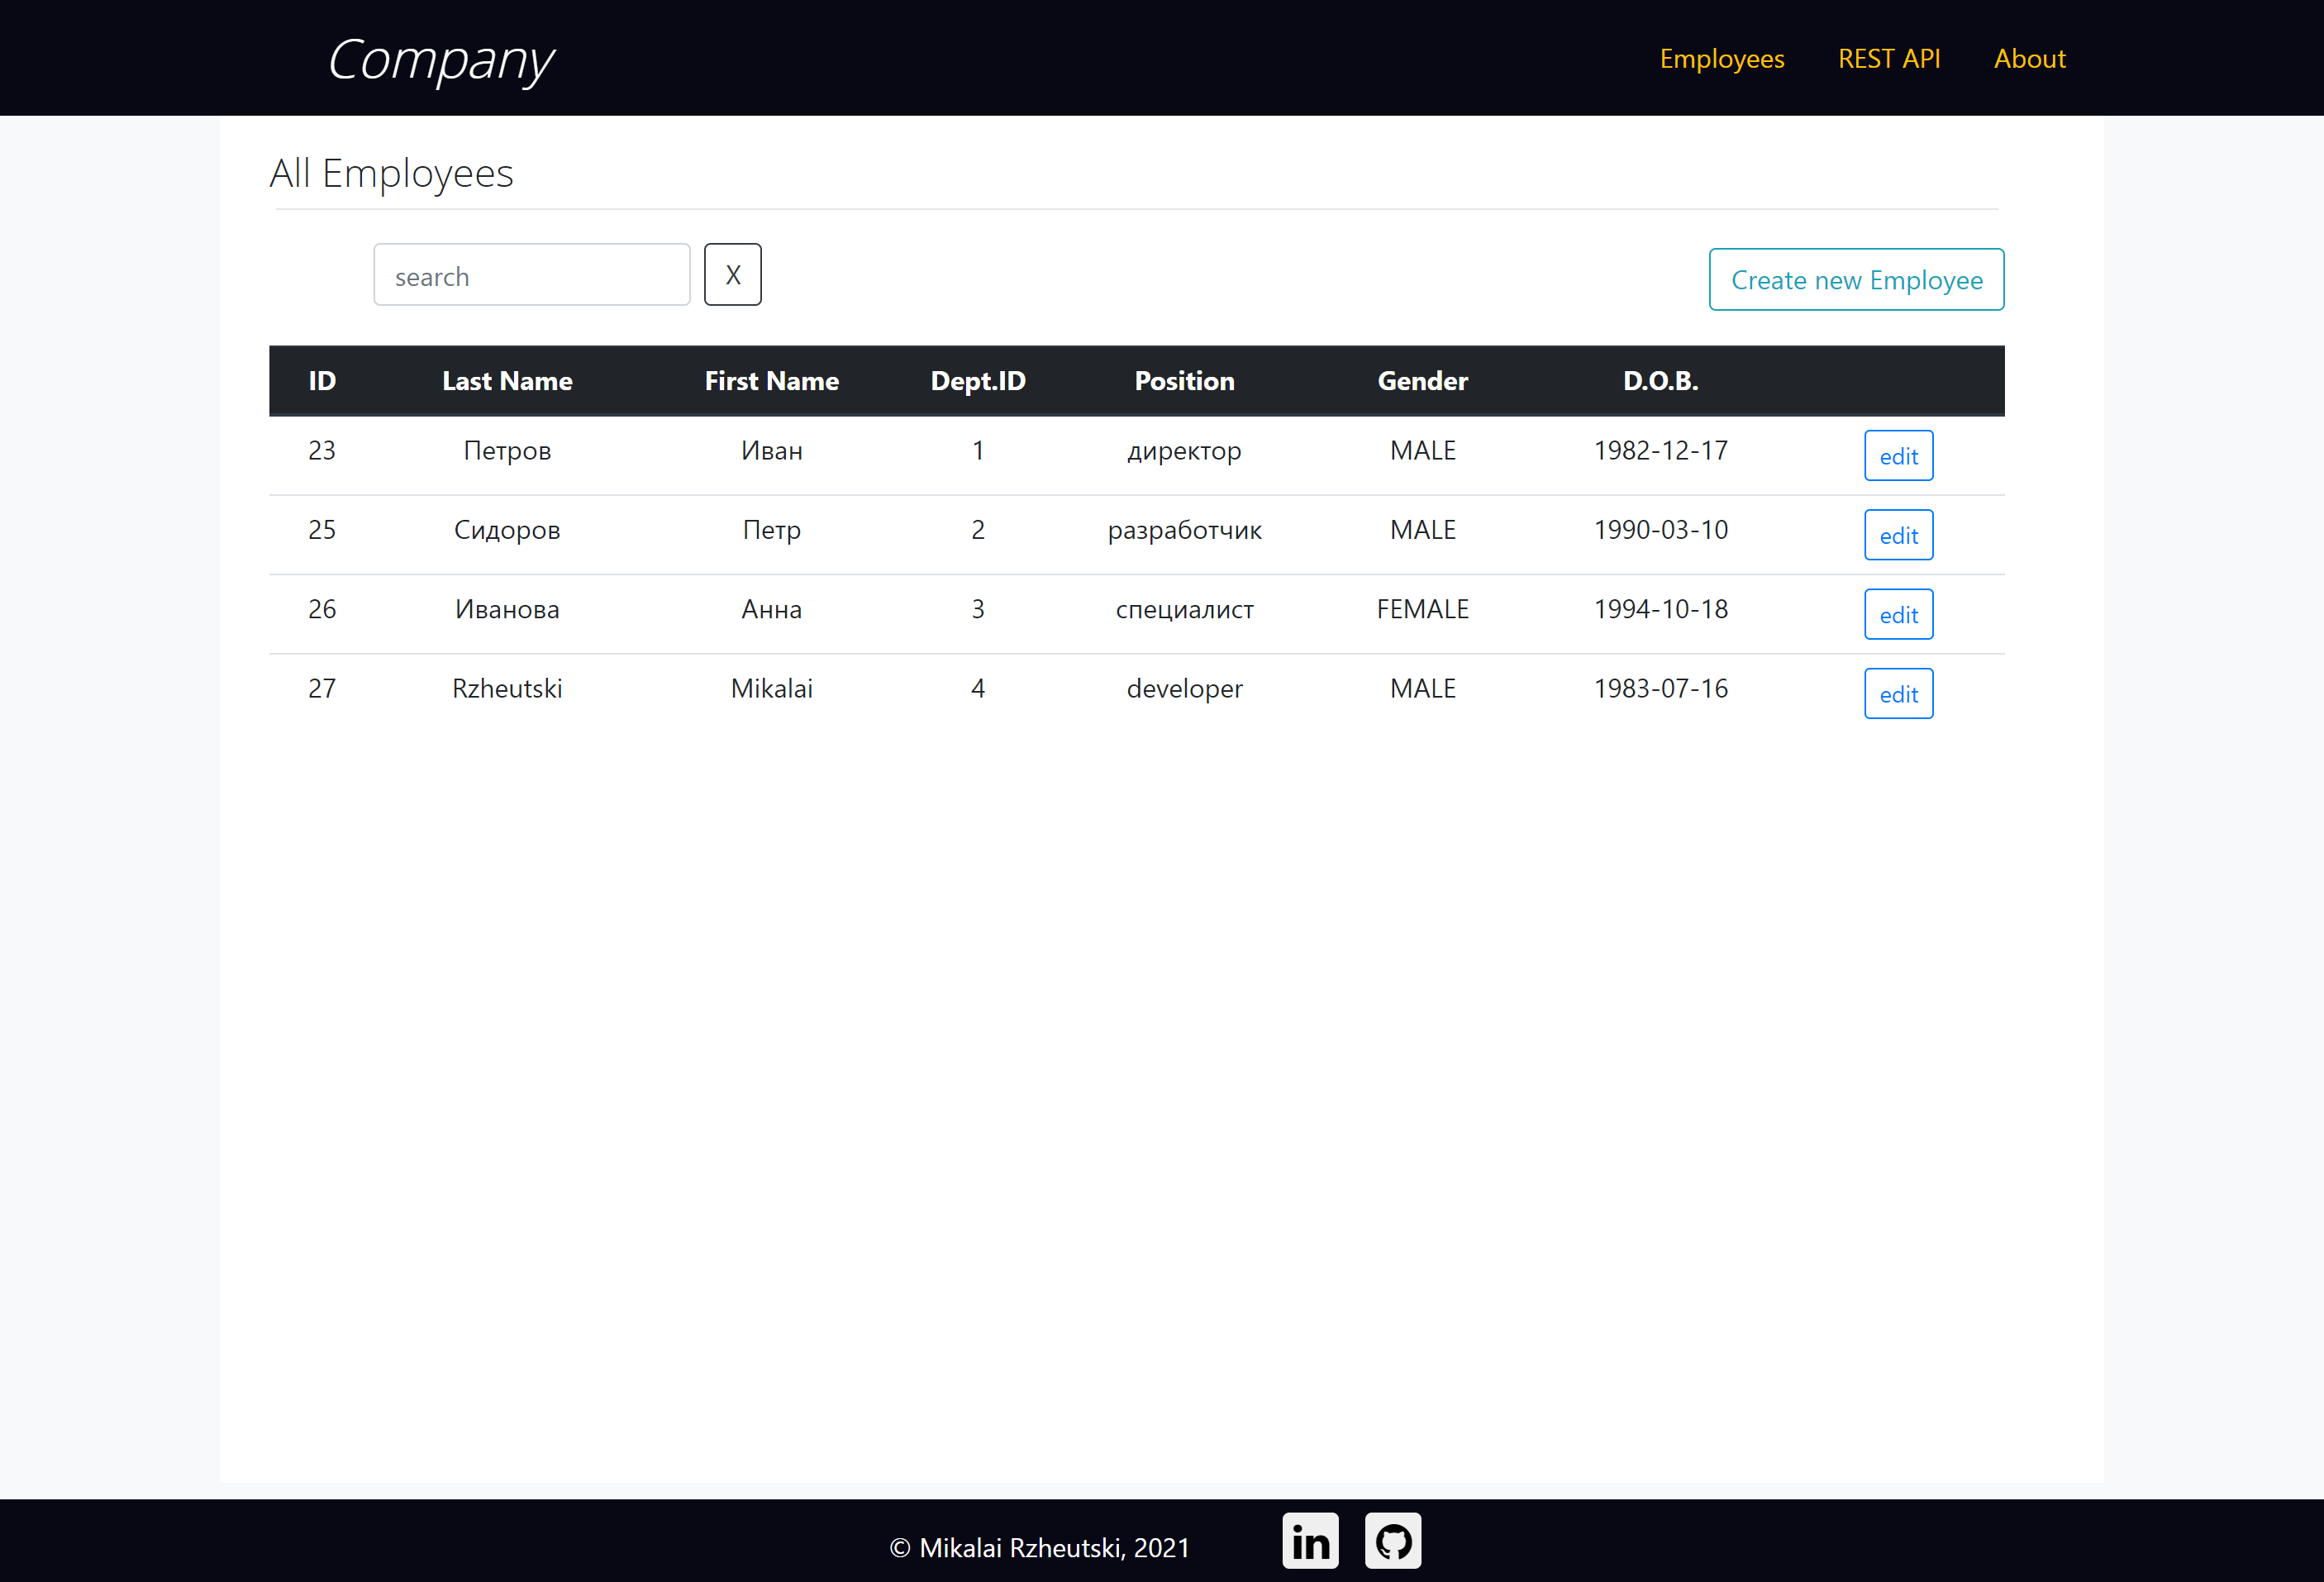 Company
Employees REST API About
All Employees
search X Create new Employee
ID Last Name First Name Dept.ID Position Gender D.O.B.
23 Петров Иван 1 директор MALE 1982-12-17 edit
25 Сидоров Петр 2 разработчик MALE 1990-03-10 edit
26 Иванова Анна 3 специалист FEMALE 1994-10-18 edit
27 Rzheutski Mikalai 4 developer MALE 1983-07-16 edit
© Mikalai Rzheutski, 2021 in